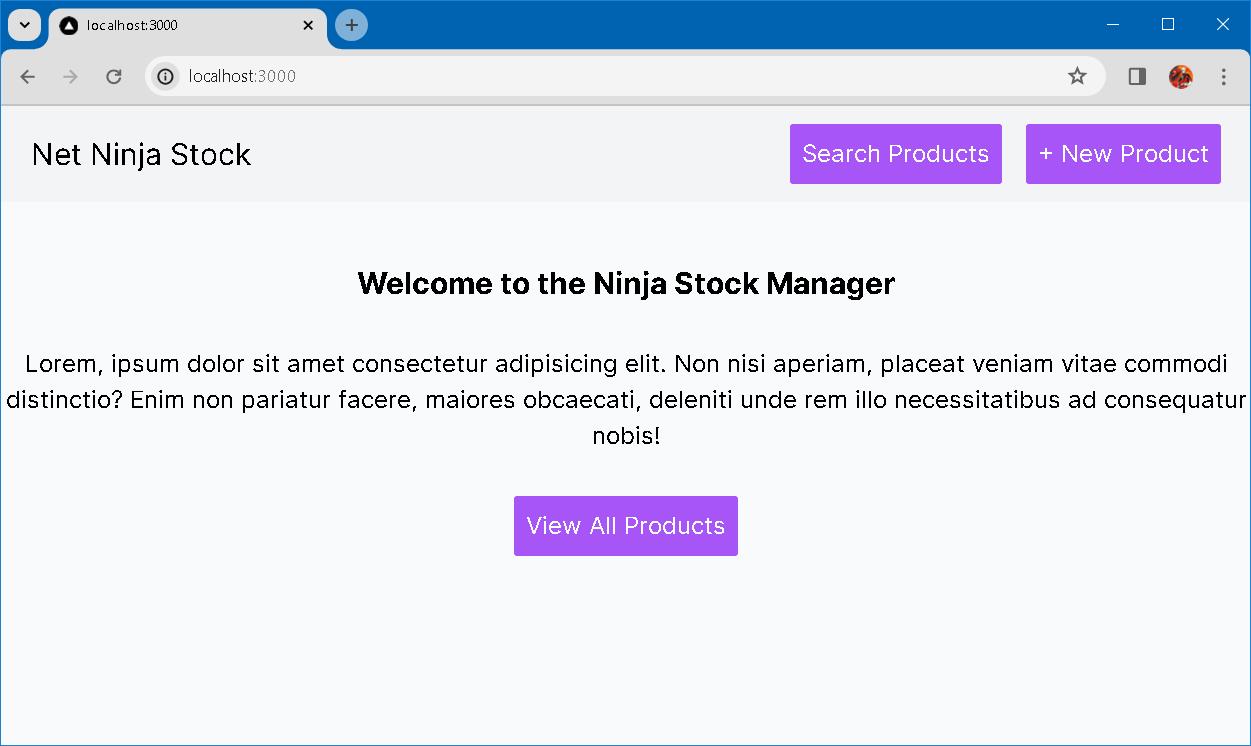 localhost:3000
localhost:3000
Net Ninja Stock
Search Products
+ New Product
Welcome to the Ninja Stock Manager
Lorem, ipsum dolor sit amet consectetur adipisicing elit. Non nisi aperiam, placeat veniam vitae commodi
distinctio? Enim non pariatur facere, maiores obcaecati, deleniti unde rem illo necessitatibus ad consequatur
nobis!
View All Products